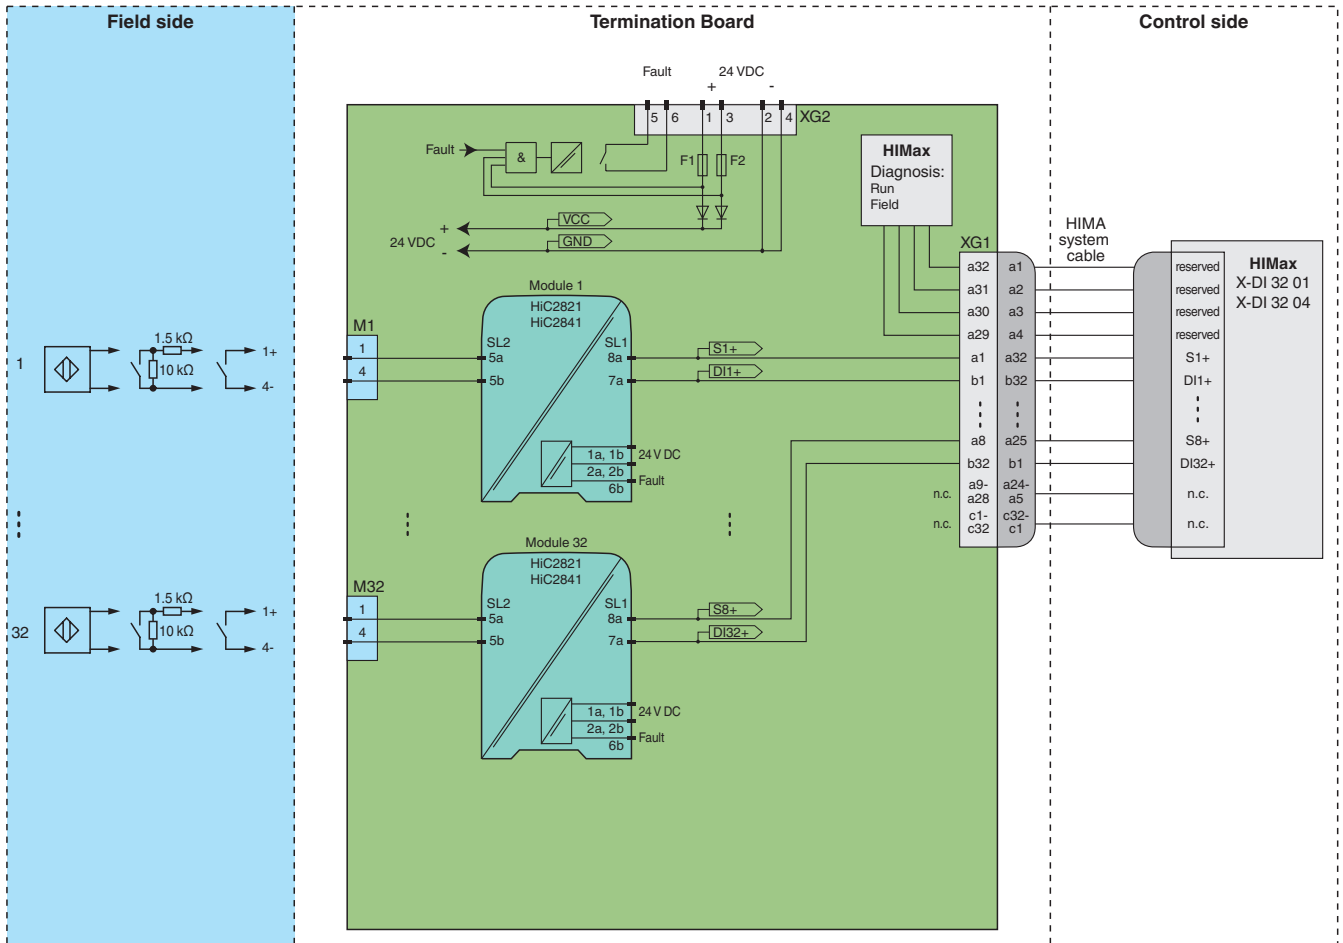 Field side
Termination Board
Control side
Fault
24 VDC
+
-
5
6
1
3
2
4
XG2
Fault
&
F1
F2
HIMax
Diagnosis:
Run
Field
VCC
+
24 VDC
-
GND
XG1
HIMA
system
cable
a32
a1
reserved
HIMax
X-DI 32 01
X-DI 32 04
a31
a2
reserved
a30
a3
reserved
a29
a4
reserved
a1
a32
S1+
b1
b32
DI1+
a8
a25
S8+
b32
b1
DI32+
n.c.
a9-
a28
a24-
a5
n.c.
n.c.
c1-
c32
c32-
c1
n.c.
Module 1
HiC2821
HiC2841
M1
1
4
SL2
5a
5b
SL1
8a
7a
S1+
DI1+
1a, 1b
24 V DC
2a, 2b
Fault
6b
1
1.5 kΩ
10 kΩ
1+
4-
Module 32
HiC2821
HiC2841
M32
1
4
SL2
5a
5b
SL1
8a
7a
S8+
DI32+
1a, 1b
24 V DC
2a, 2b
Fault
6b
32
1.5 kΩ
10 kΩ
1+
4-